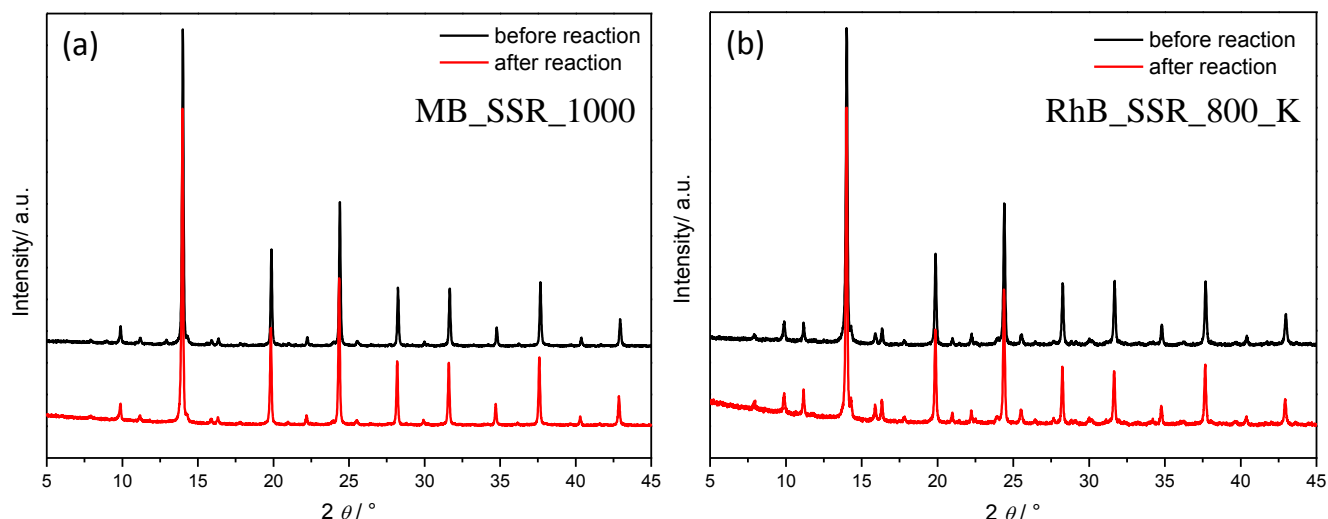 (a)
before reaction
after reaction
MB_SSR_1000
Intensity/ a.u.
5 10 15 20 25 30 35 40 45
2 θ / °
(b)
before reaction
after reaction
RhB_SSR_800_K
Intensity/ a.u.
5 10 15 20 25 30 35 40 45
2 θ / °